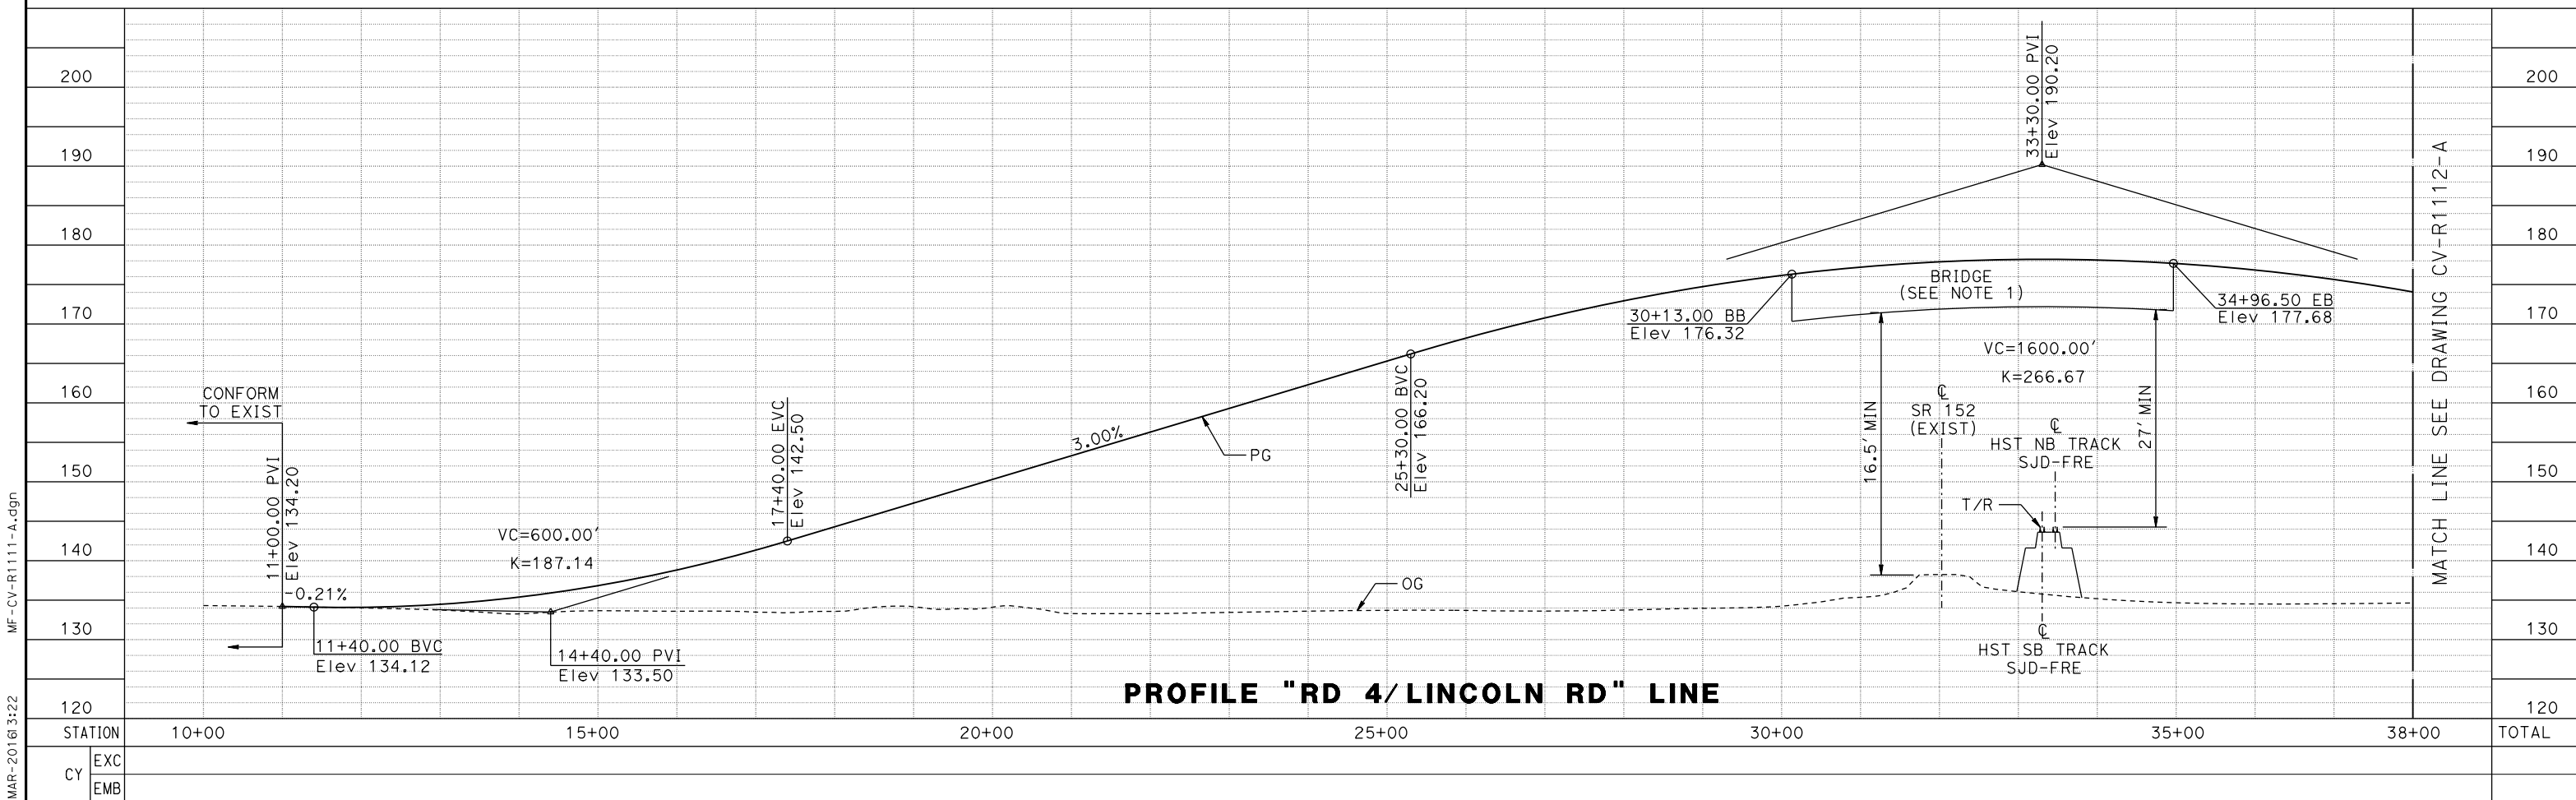 200
190
180
170
160
150
140
130
120
200
190
180
170
160
150
140
130
120
CONFORM
TO EXIST
11+00.00 PVI
Elev 134.20
-0.21%
11+40.00 BVC
Elev 134.12
VC=600.00'
K=187.14
14+40.00 PVI
Elev 133.50
17+40.00 EVC
Elev 142.50
3.00%
PG
OG
25+30.00 BVC
Elev 166.20
30+13.00 BB
Elev 176.32
33+30.00 PVI
Elev 190.20
BRIDGE
(SEE NOTE 1)
34+96.50 EB
Elev 177.68
VC=1600.00'
K=266.67
16.5' MIN
27' MIN
℄
SR 152
(EXIST)
℄
HST NB TRACK
SJD-FRE
T/R
℄
HST SB TRACK
SJD-FRE
MATCH LINE SEE DRAWING CV-R1112-A
PROFILE "RD 4/LINCOLN RD" LINE
STATION
10+00
15+00
20+00
25+00
30+00
35+00
38+00
TOTAL
CY
EXC
EMB
MF-CV-R1111-A.dgn